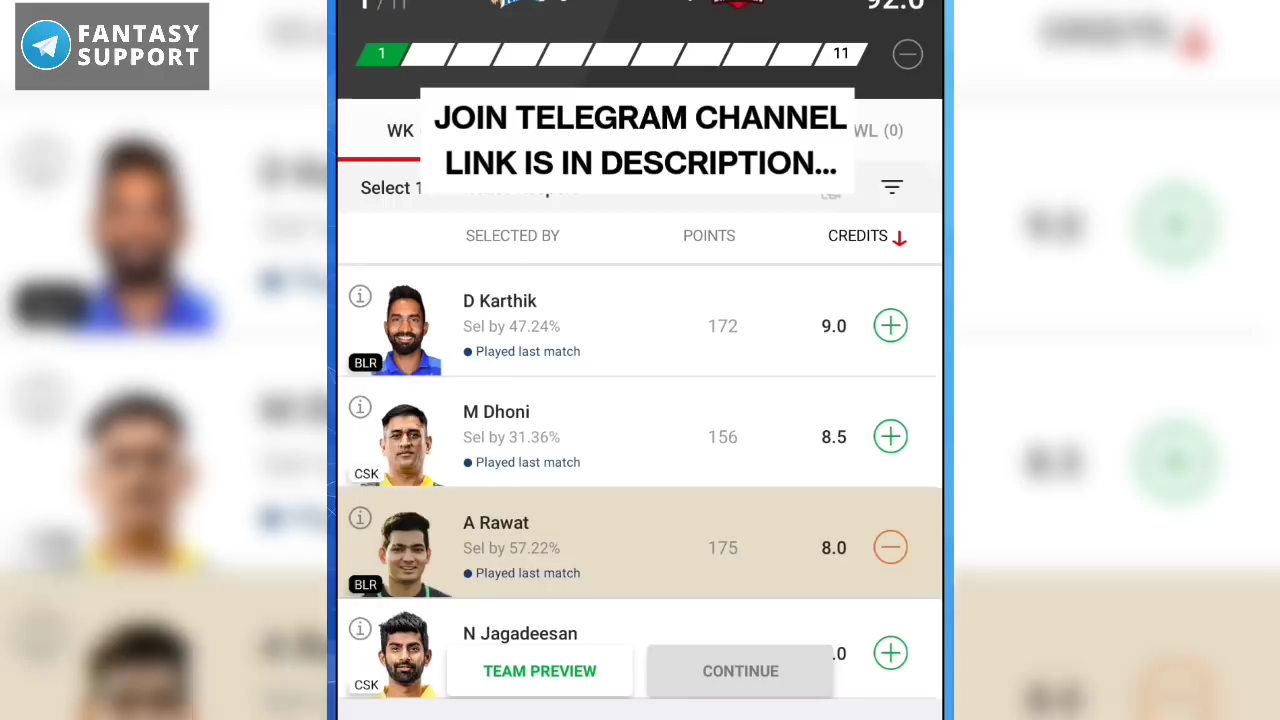 FANTASY
SUPPORT
92.0
1
11
JOIN TELEGRAM CHANNEL
LINK IS IN DESCRIPTION...
WK
WL (0)
Select 1
SELECTED BY
POINTS
CREDITS
D Karthik
Sel by 47.24%
172
9.0
Played last match
BLR
M Dhoni
Sel by 31.36%
156
8.5
Played last match
CSK
A Rawat
Sel by 57.22%
175
8.0
Played last match
BLR
N Jagadeesan
.0
CSK
TEAM PREVIEW
CONTINUE